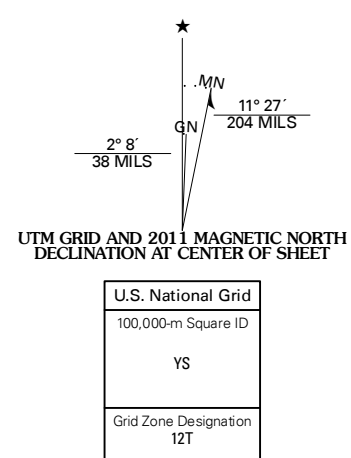 ★
MN
11° 27´
204 MILS
GN
2° 8´
38 MILS
UTM GRID AND 2011 MAGNETIC NORTH
DECLINATION AT CENTER OF SHEET
U.S. National Grid
100,000-m Square ID
YS
Grid Zone Designation
12T